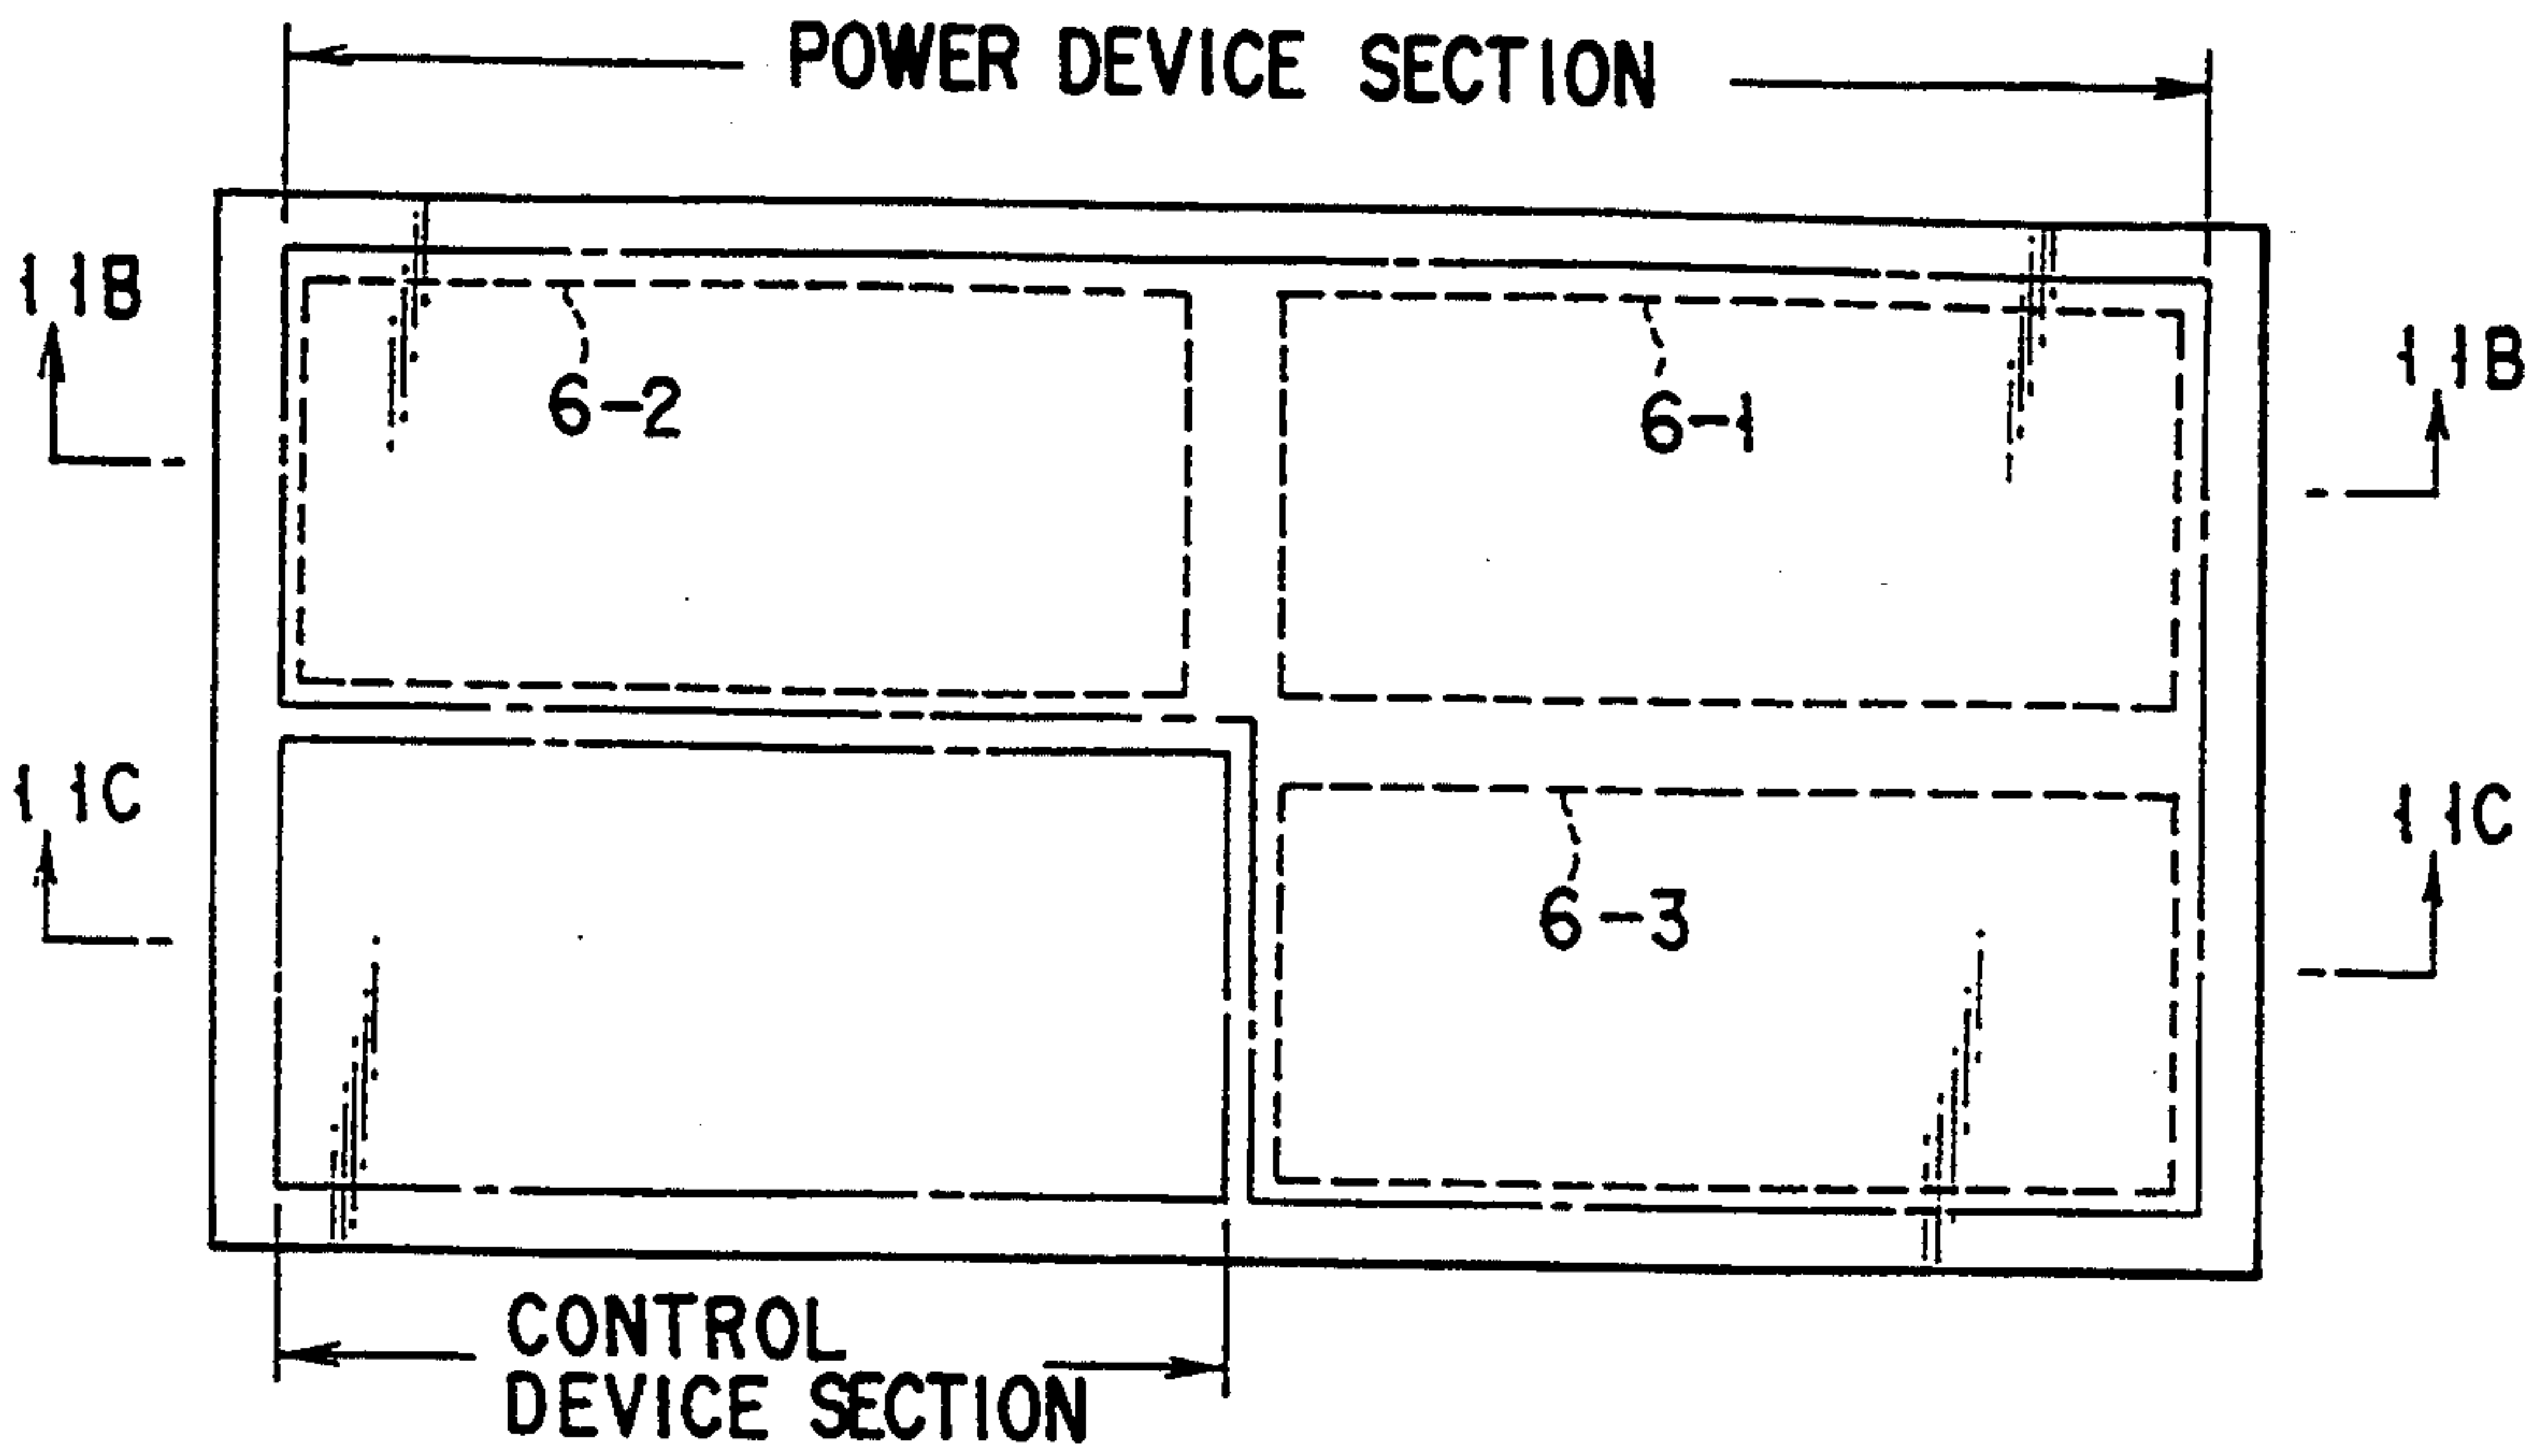 POWER DEVICE SECTION
11B
11B
6-2
6-1
11C
11C
6-3
CONTROL
DEVICE SECTION